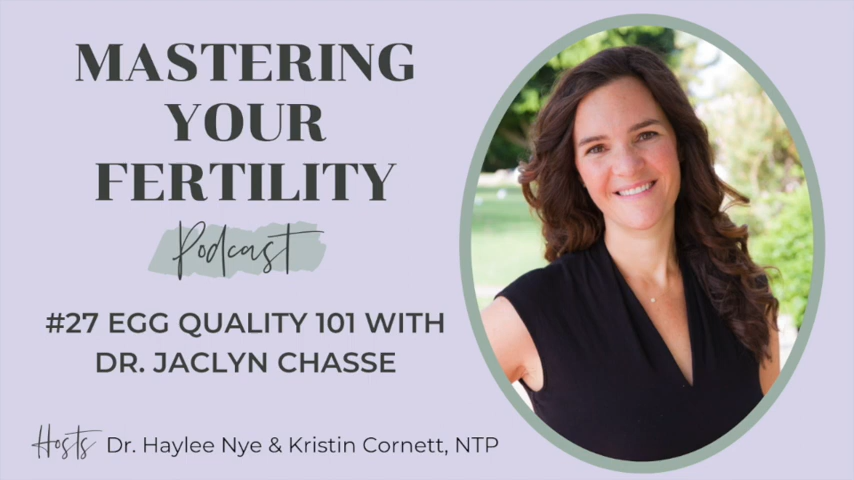 MASTERING
YOUR
FERTILITY
Podcast
#27 EGG QUALITY 101 WITH
DR. JACLYN CHASSE
Hosts Dr. Haylee Nye & Kristin Cornett, NTP